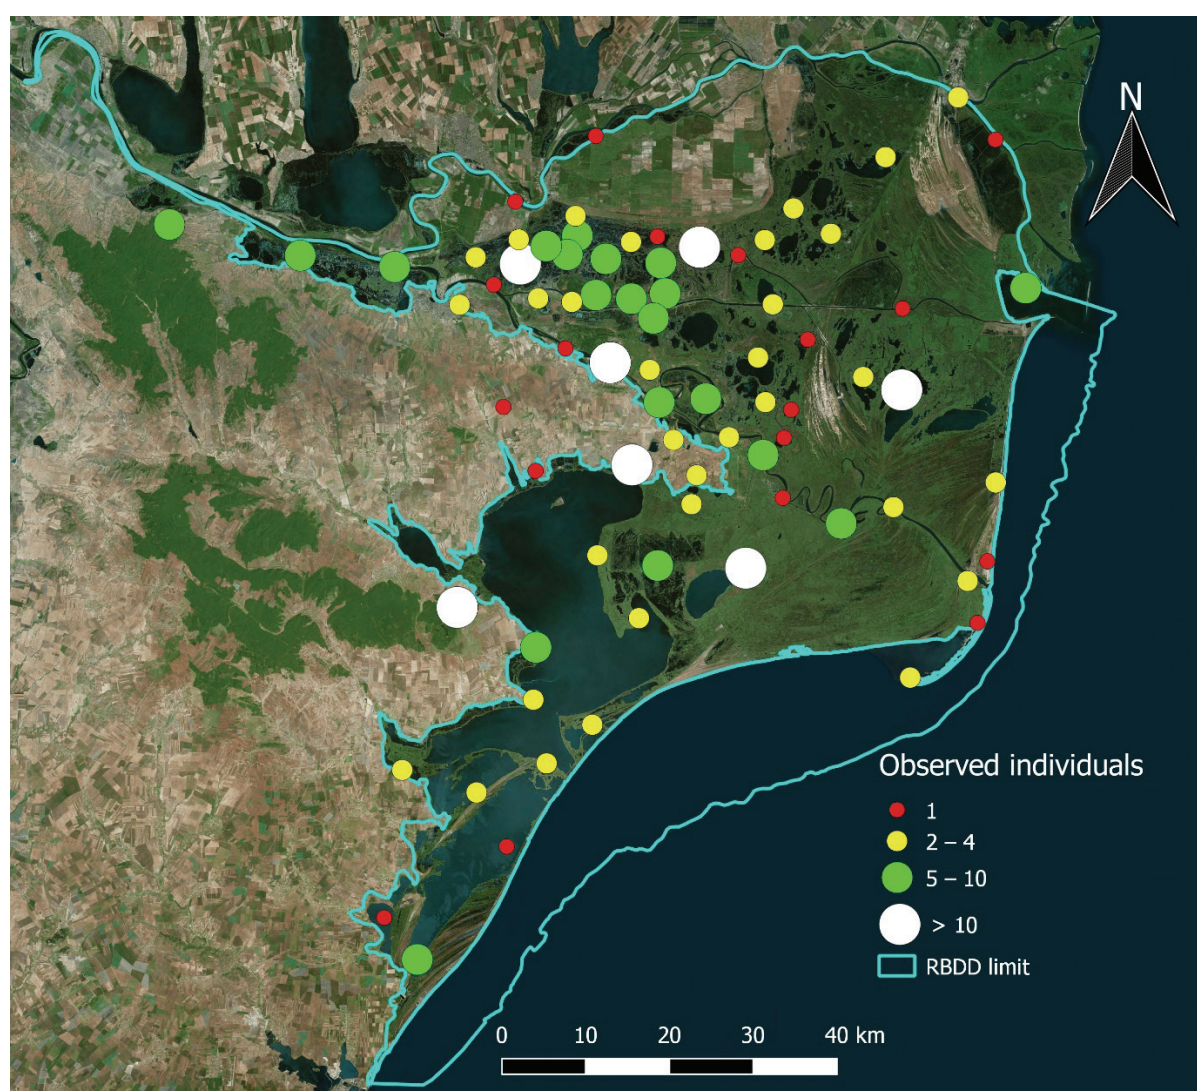 N
Observed individuals
1
2 – 4
5 – 10
> 10
RBDD limit
0 10 20 30 40 km